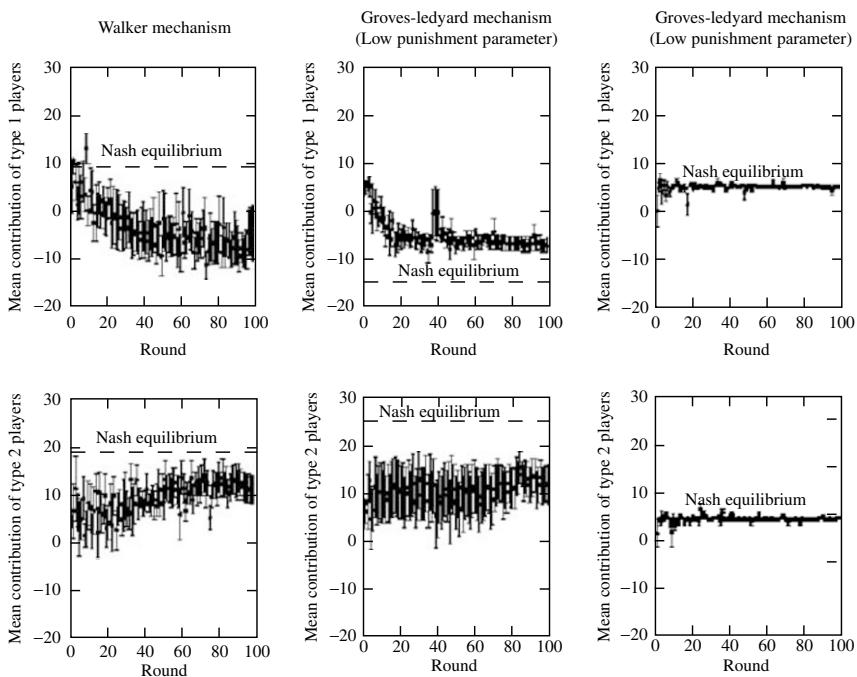 Walker mechanism
Groves-ledyard mechanism
(Low punishment parameter)
Groves-ledyard mechanism
(Low punishment parameter)
Mean contribution of type 1 players
30
20
10
0
−10
−20
Nash equilibrium
0 20 40 60 80 100
Round
Mean contribution of type 1 players
30
20
10
0
−10
−20
Nash equilibrium
0 20 40 60 80 100
Round
Mean contribution of type 1 players
30
20
10
0
−10
−20
Nash equilibrium
0 20 40 60 80 100
Round
Mean contribution of type 2 players
30
20
10
0
−10
−20
Nash equilibrium
0 20 40 60 80 100
Round
Mean contribution of type 2 players
30
20
10
0
−10
−20
Nash equilibrium
0 20 40 60 80 100
Round
Mean contribution of type 2 players
30
20
10
0
−10
−20
Nash equilibrium
0 20 40 60 80 100
Round